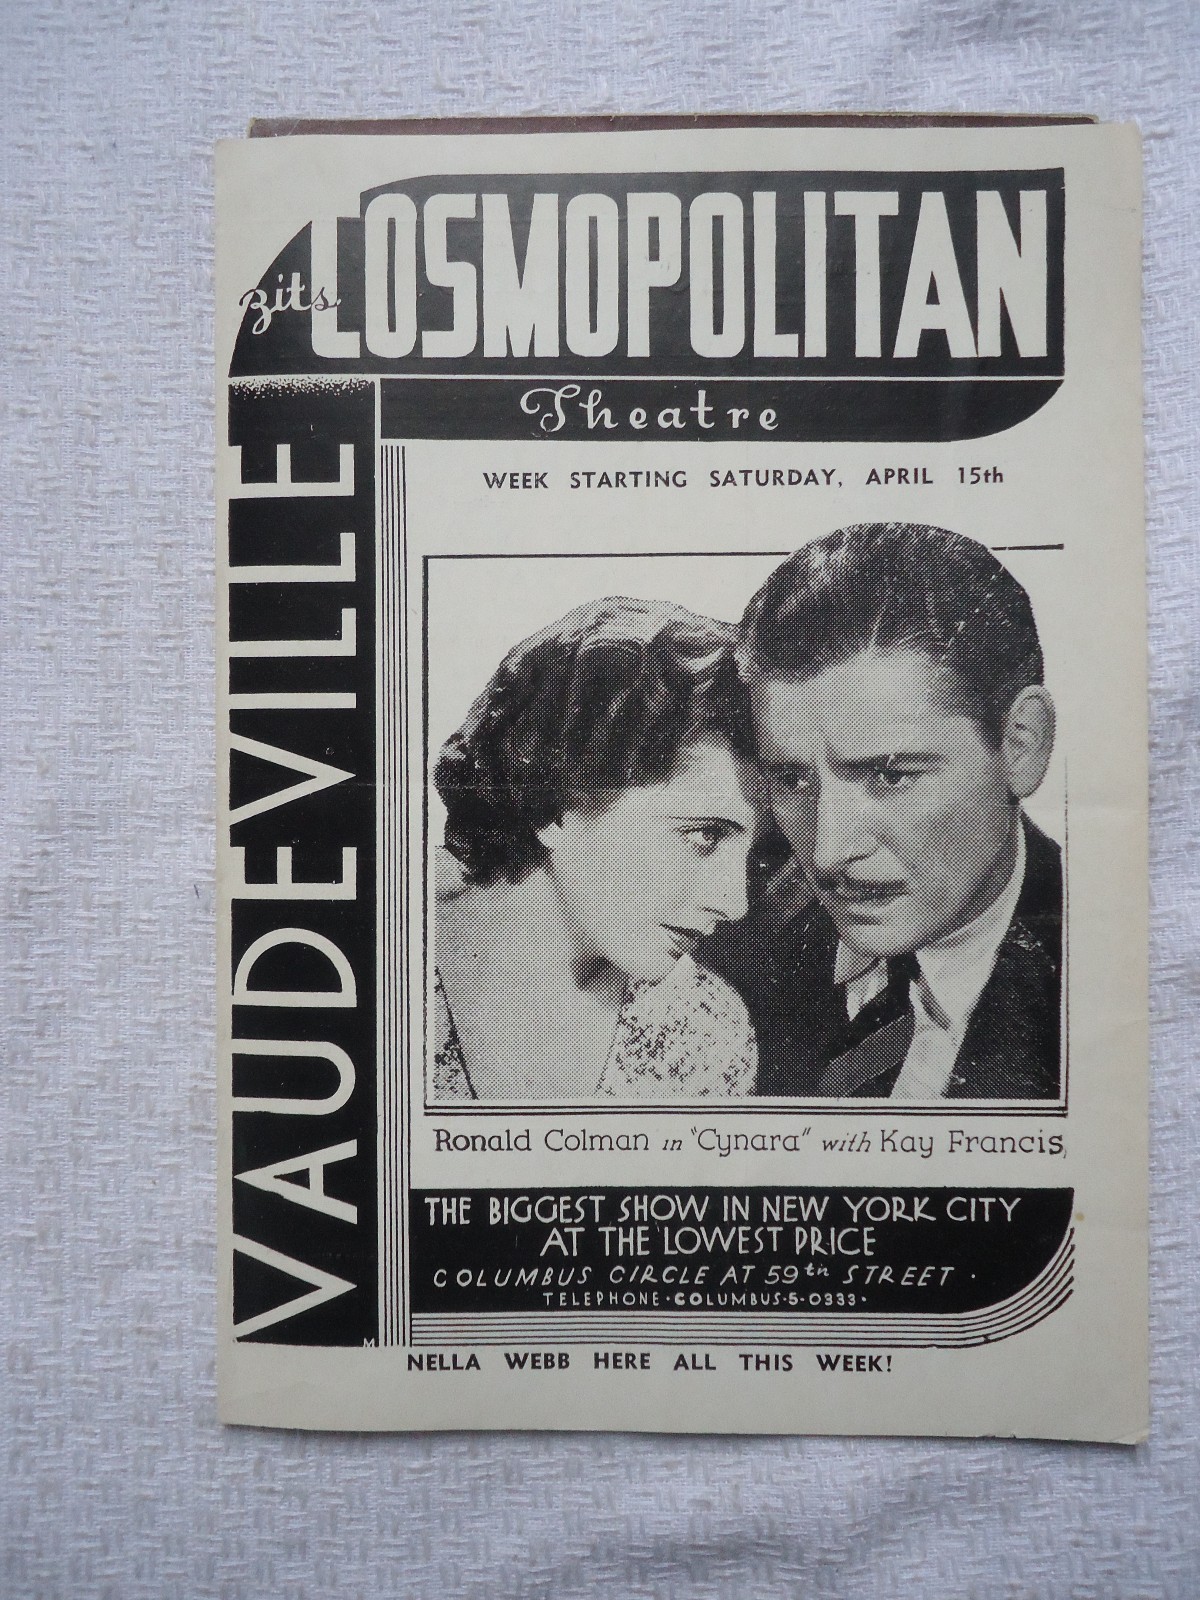 Zits
COSMOPOLITAN
Theatre
VAUDEVILLE
WEEK STARTING SATURDAY, APRIL 15th
Ronald Colman in "Cynara" with Kay Francis
THE BIGGEST SHOW IN NEW YORK CITY
AT THE LOWEST PRICE
COLUMBUS CIRCLE AT 59th STREET ·
TELEPHONE·COLUMBUS·5-0333·
M
NELLA WEBB HERE ALL THIS WEEK!